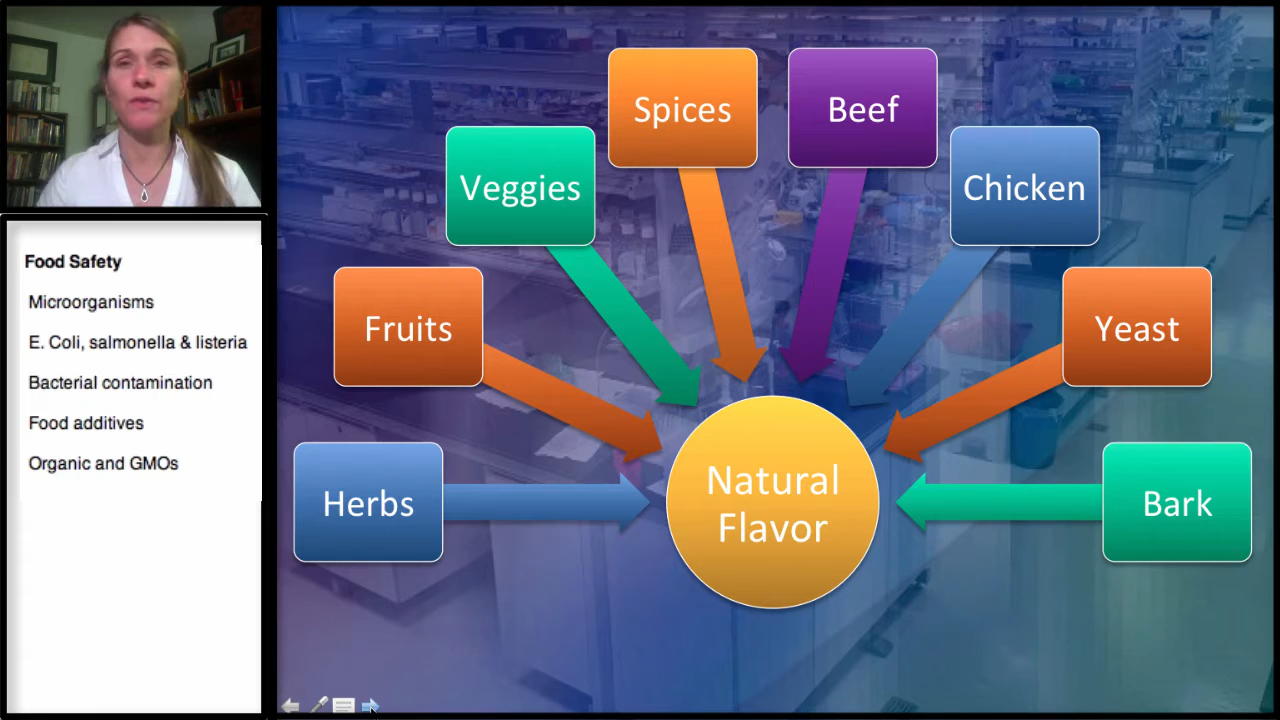 Food Safety
Microorganisms
E. Coli, salmonella & listeria
Bacterial contamination
Food additives
Organic and GMOs
Spices
Beef
Veggies
Chicken
Fruits
Yeast
Herbs
Natural
Flavor
Bark